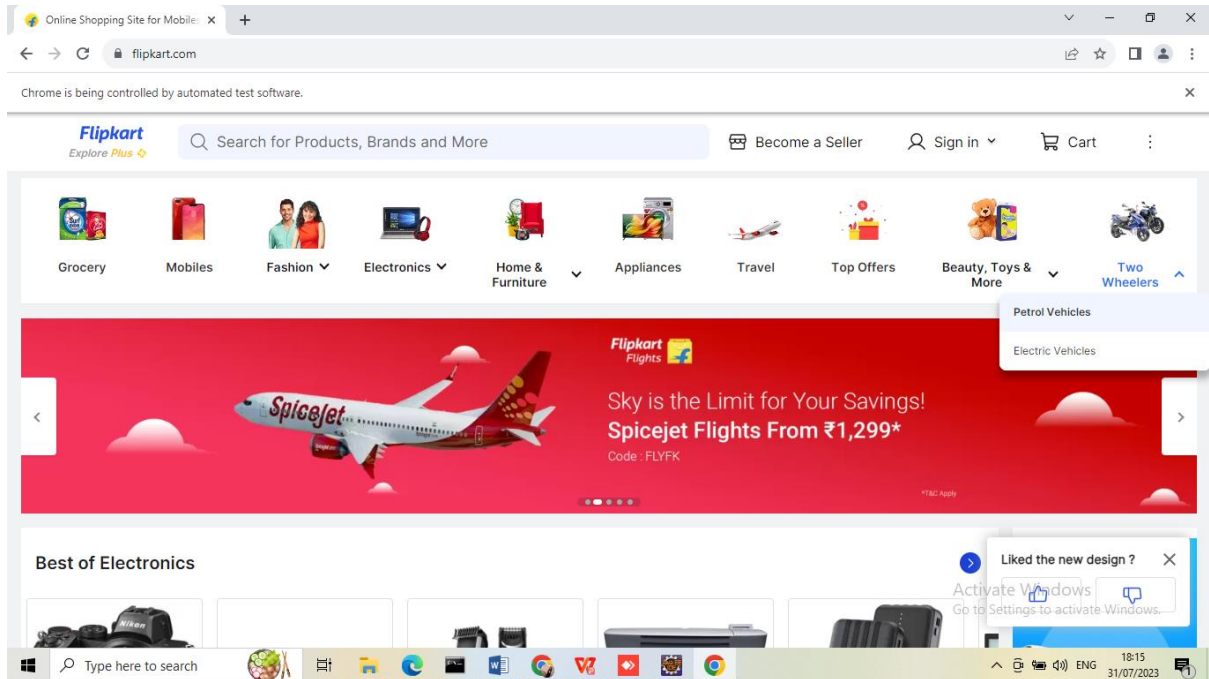 Online Shopping Site for Mobiles
flipkart.com
Chrome is being controlled by automated test software.
Flipkart
Explore Plus
Search for Products, Brands and More
Become a Seller
Sign in
Cart
Grocery
Mobiles
Fashion
Electronics
Home &
Furniture
Appliances
Travel
Top Offers
Beauty, Toys &
More
Two
Wheelers
Petrol Vehicles
Electric Vehicles
Flipkart
Flights
Spicejet
Sky is the Limit for Your Savings!
Spicejet Flights From ₹1,299*
Code : FLYFK
*T&C Apply
Best of Electronics
Liked the new design ?
Activate Windows
Go to Settings to activate Windows.
Nikon
Type here to search
ENG
18:15
31/07/2023